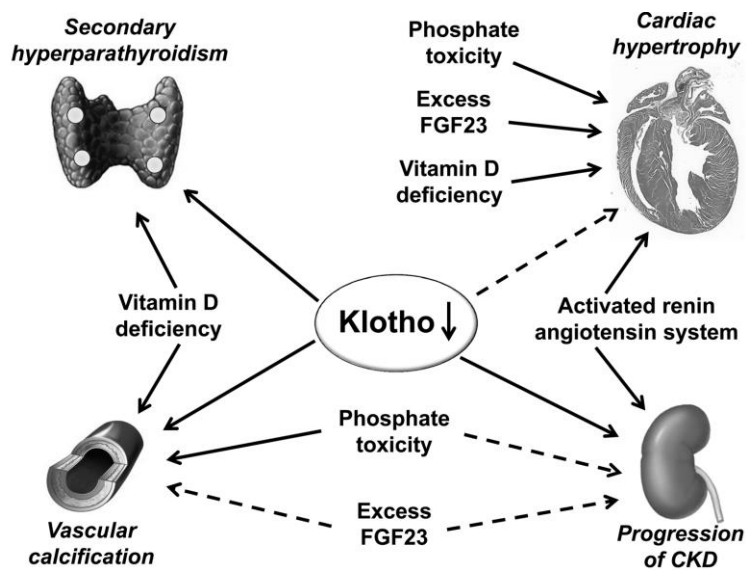 Secondary
hyperparathyroidism
Phosphate
toxicity
Cardiac
hypertrophy
Excess
FGF23
Vitamin D
deficiency
Vitamin D
deficiency
Klotho ↓
Activated renin
angiotensin system
Phosphate
toxicity
Excess
FGF23
Vascular
calcification
Progression
of CKD